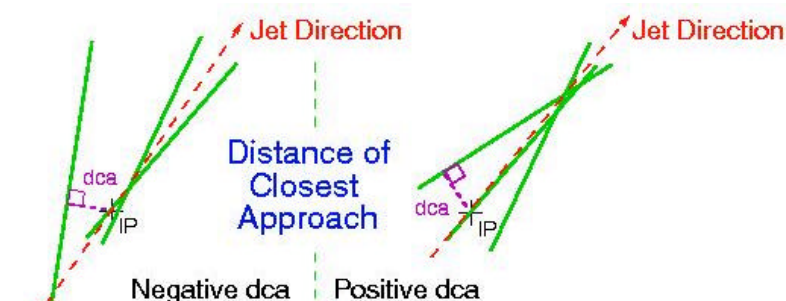 Jet Direction
Jet Direction
dca
Distance of
Closest
Approach
dca
IP
IP
Negative dca
Positive dca